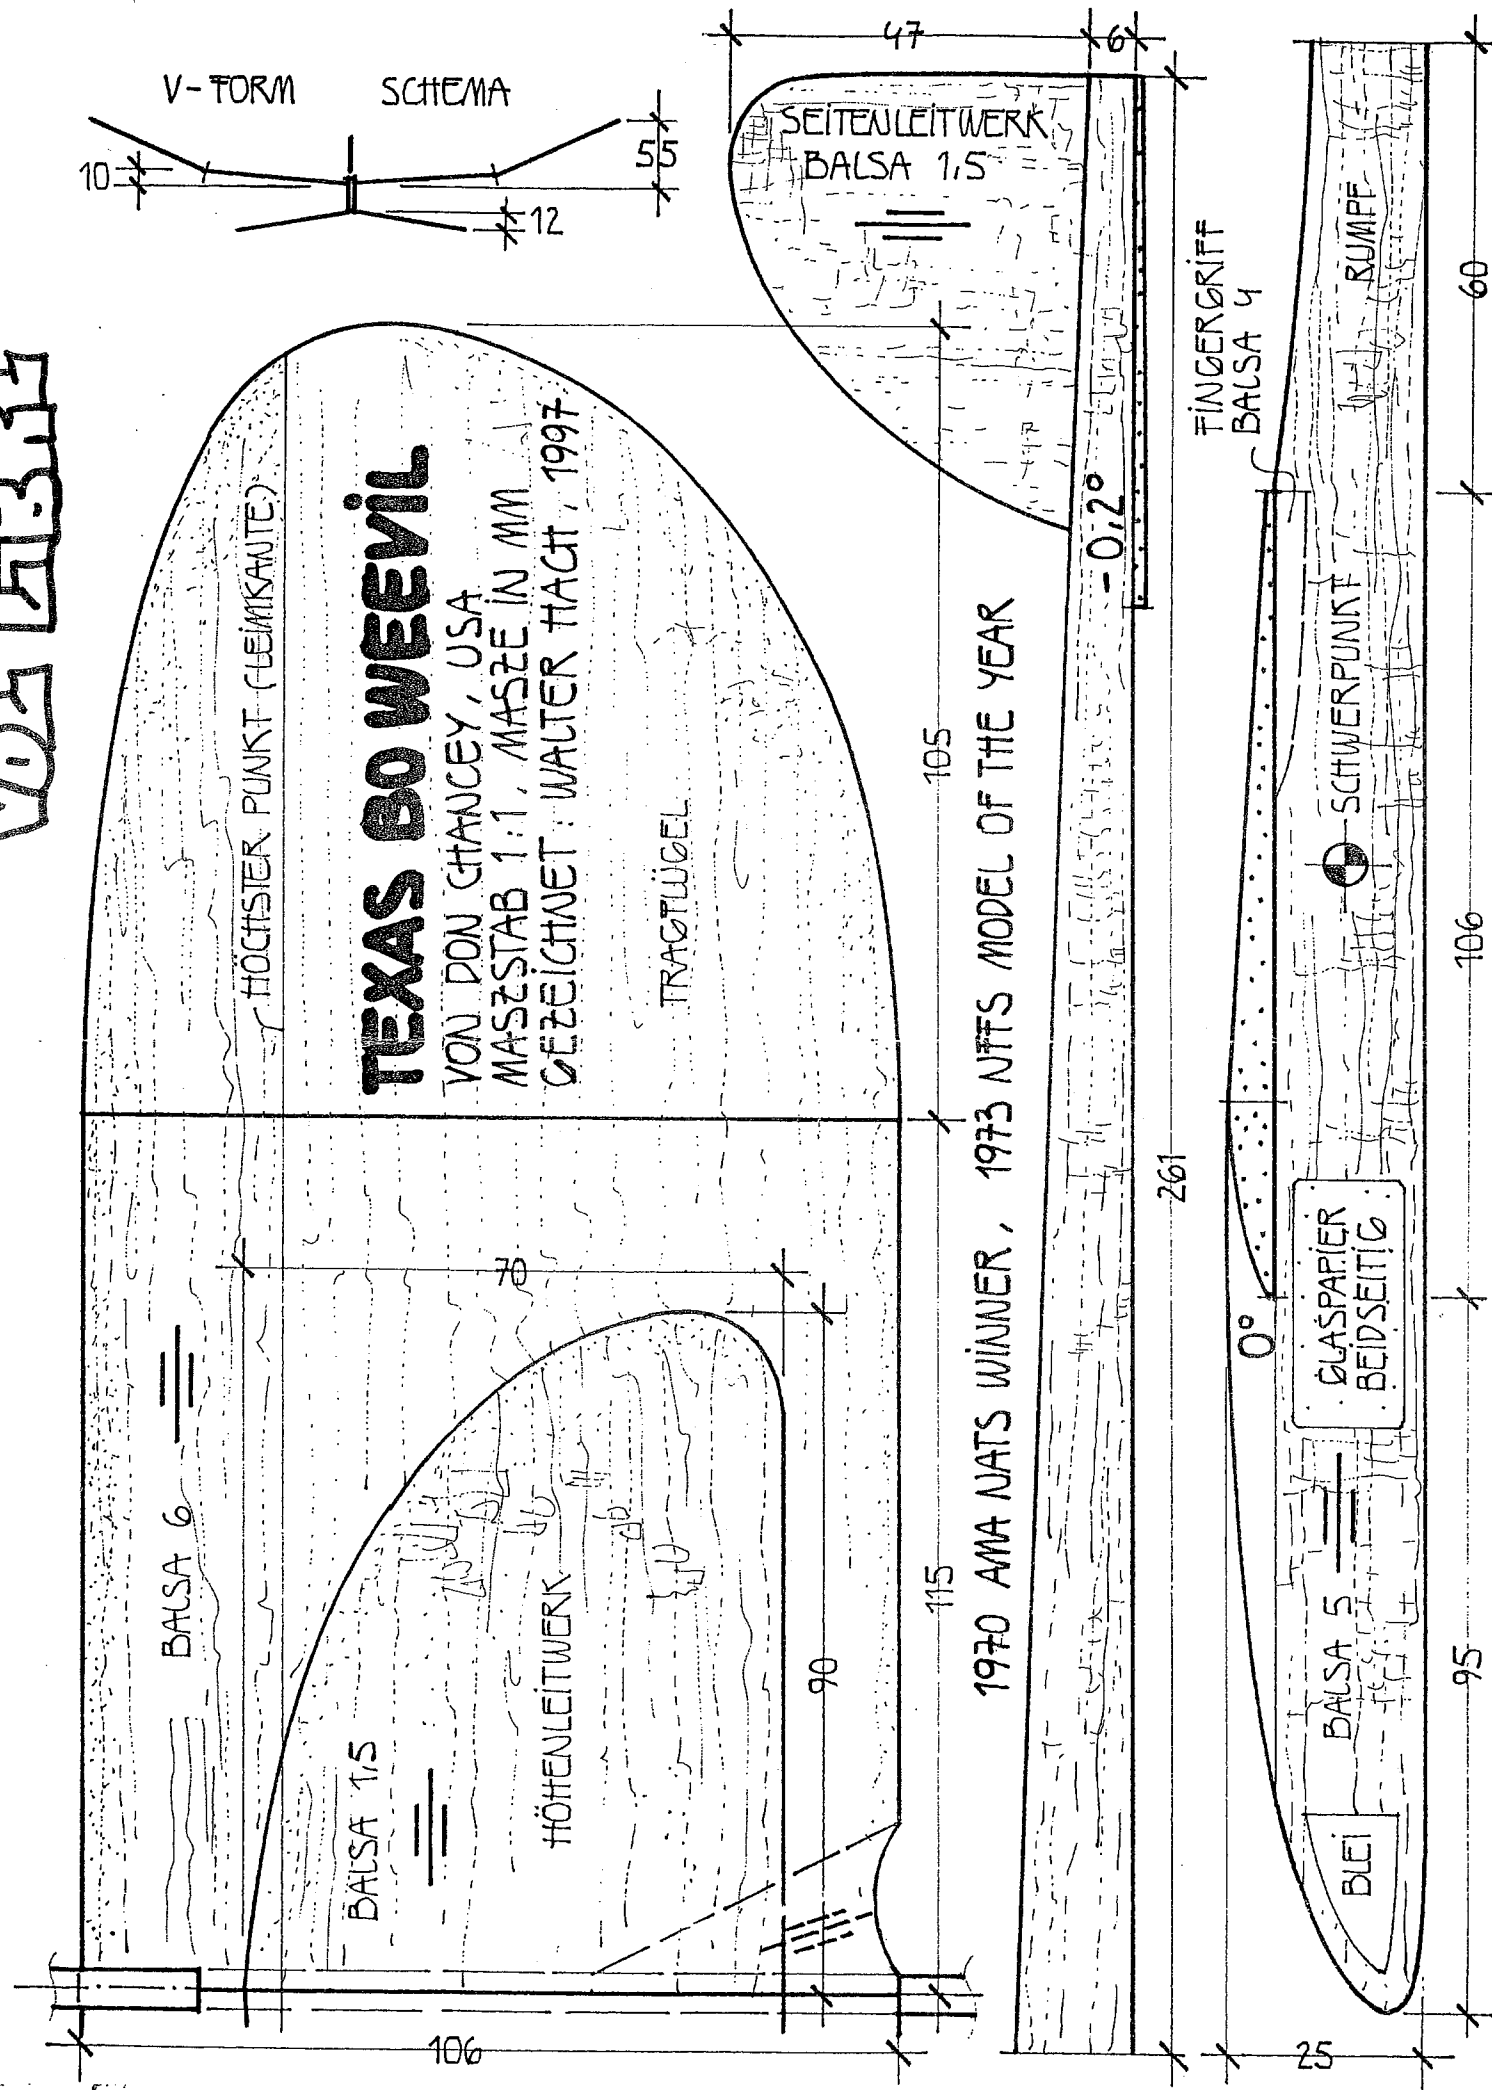 V-FORM SCHEMA
10
55
12
47
6
SEITENLEITWERK
BALSA 1,5
FINGERGRIFF
BALSA 4
RUMPF
60
HÖCHSTER PUNKT (LEIMKANTE)
TEXAS BO WEEVIL
VON DON CHANCEY, USA
MASZSTAB 1:1, MASZE IN MM
GEZEICHNET: WALTER HACH, 1997
TRAGFLÜGEL
105
-0,2°
SCHWERPUNKT
106
1970 AMA NATS WINNER, 1973 NFFS MODEL OF THE YEAR
261
70
BALSA 6
BALSA 1,5
HÖHENLEITWERK
90
115
106
0°
GLASPAPIER
BEIDSEITIG
BALSA 5
BLEI
95
25